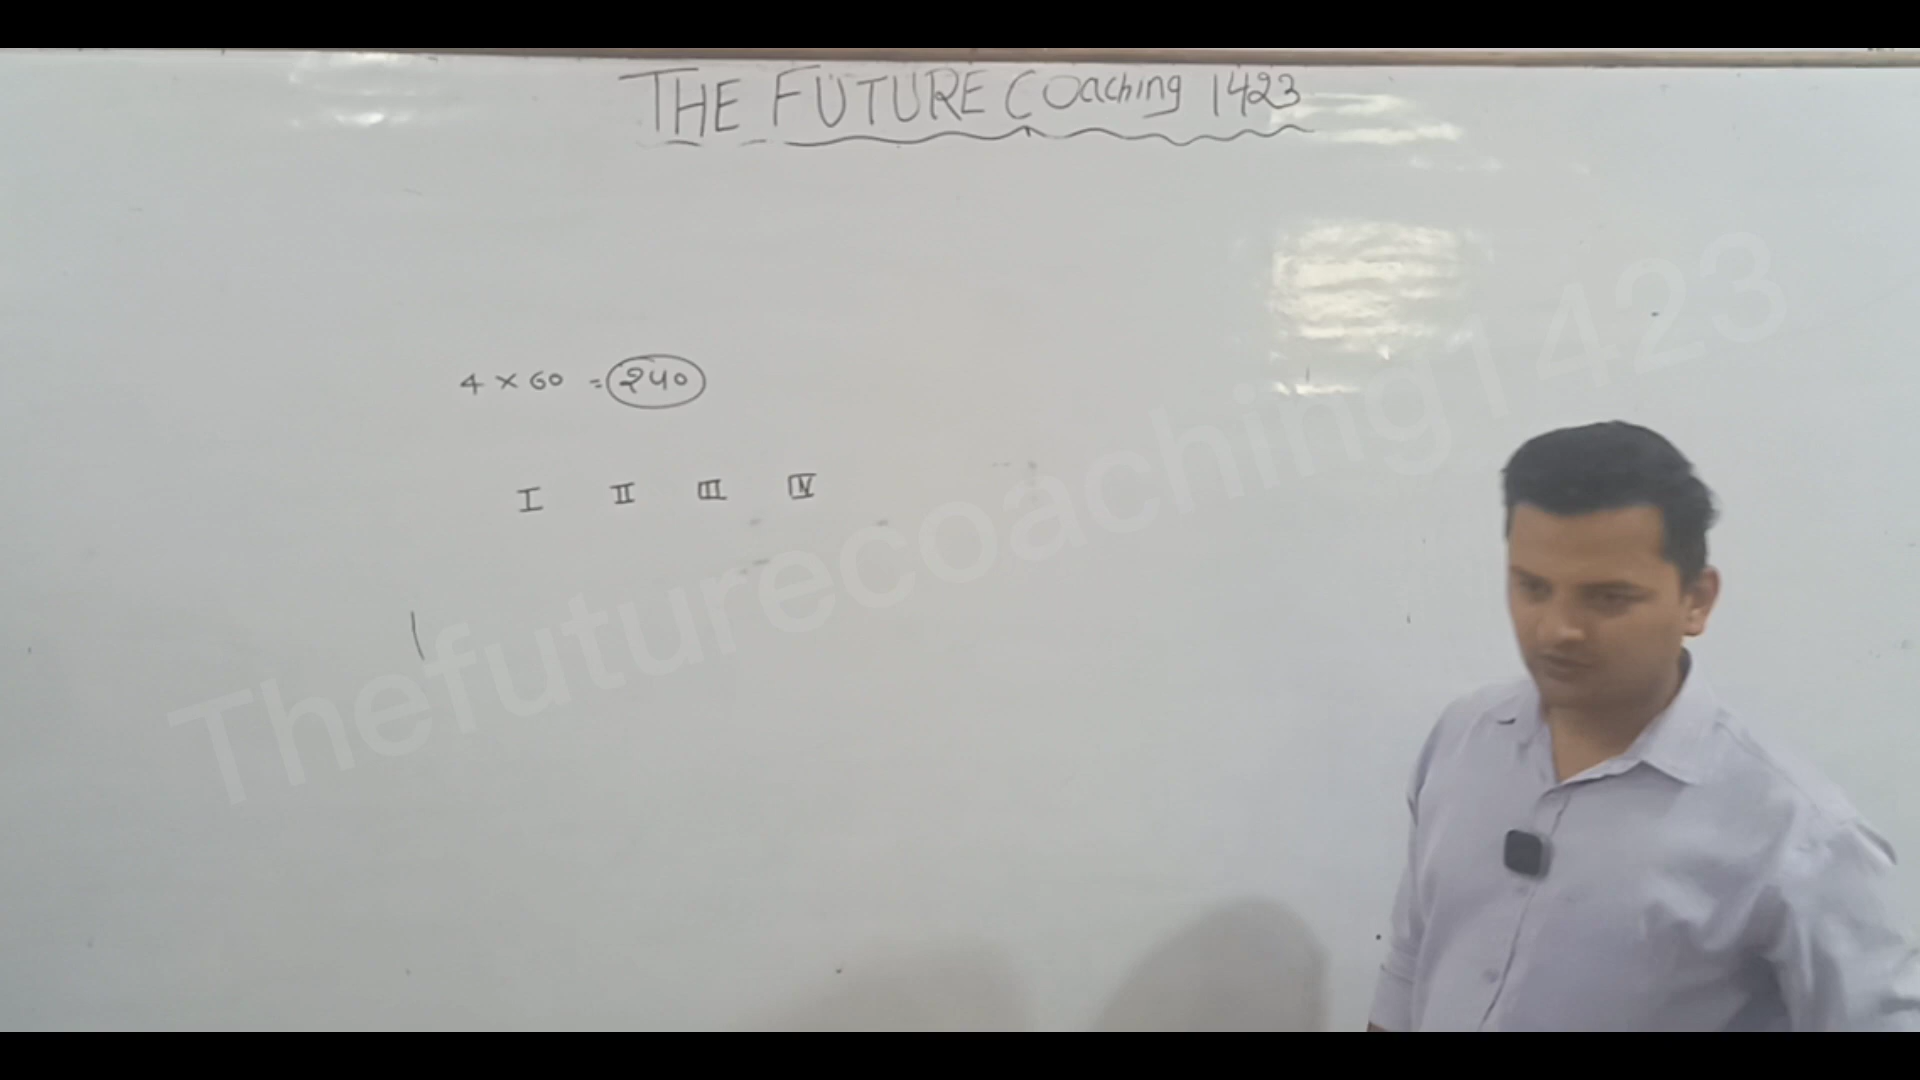 THE FUTURE Coaching 1423
4 × 60 = 240
I II III IV
Thefuturecoaching1423